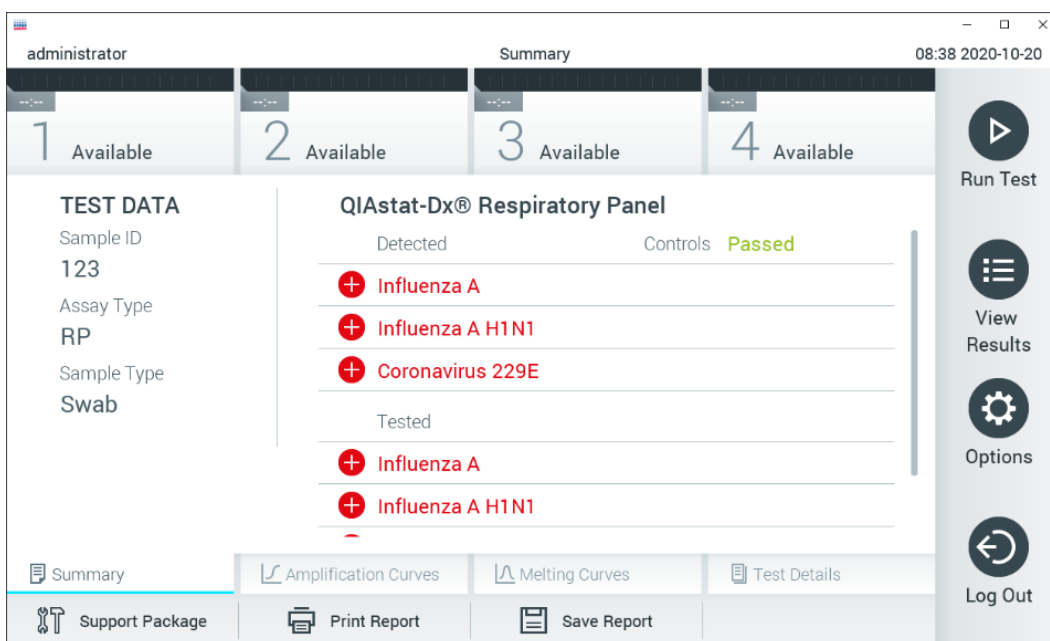 administrator Summary 08:38 2020-10-20
--:-- --:-- --:-- --:--
1 Available 2 Available 3 Available 4 Available
Run Test
TEST DATA
Sample ID
123
Assay Type
RP
Sample Type
Swab
QIAstat-Dx® Respiratory Panel
Detected Controls Passed
Influenza A
Influenza A H1N1
Coronavirus 229E
Tested
Influenza A
Influenza A H1N1
View
Results
Options
Log Out
Summary Amplification Curves Melting Curves Test Details
Support Package Print Report Save Report